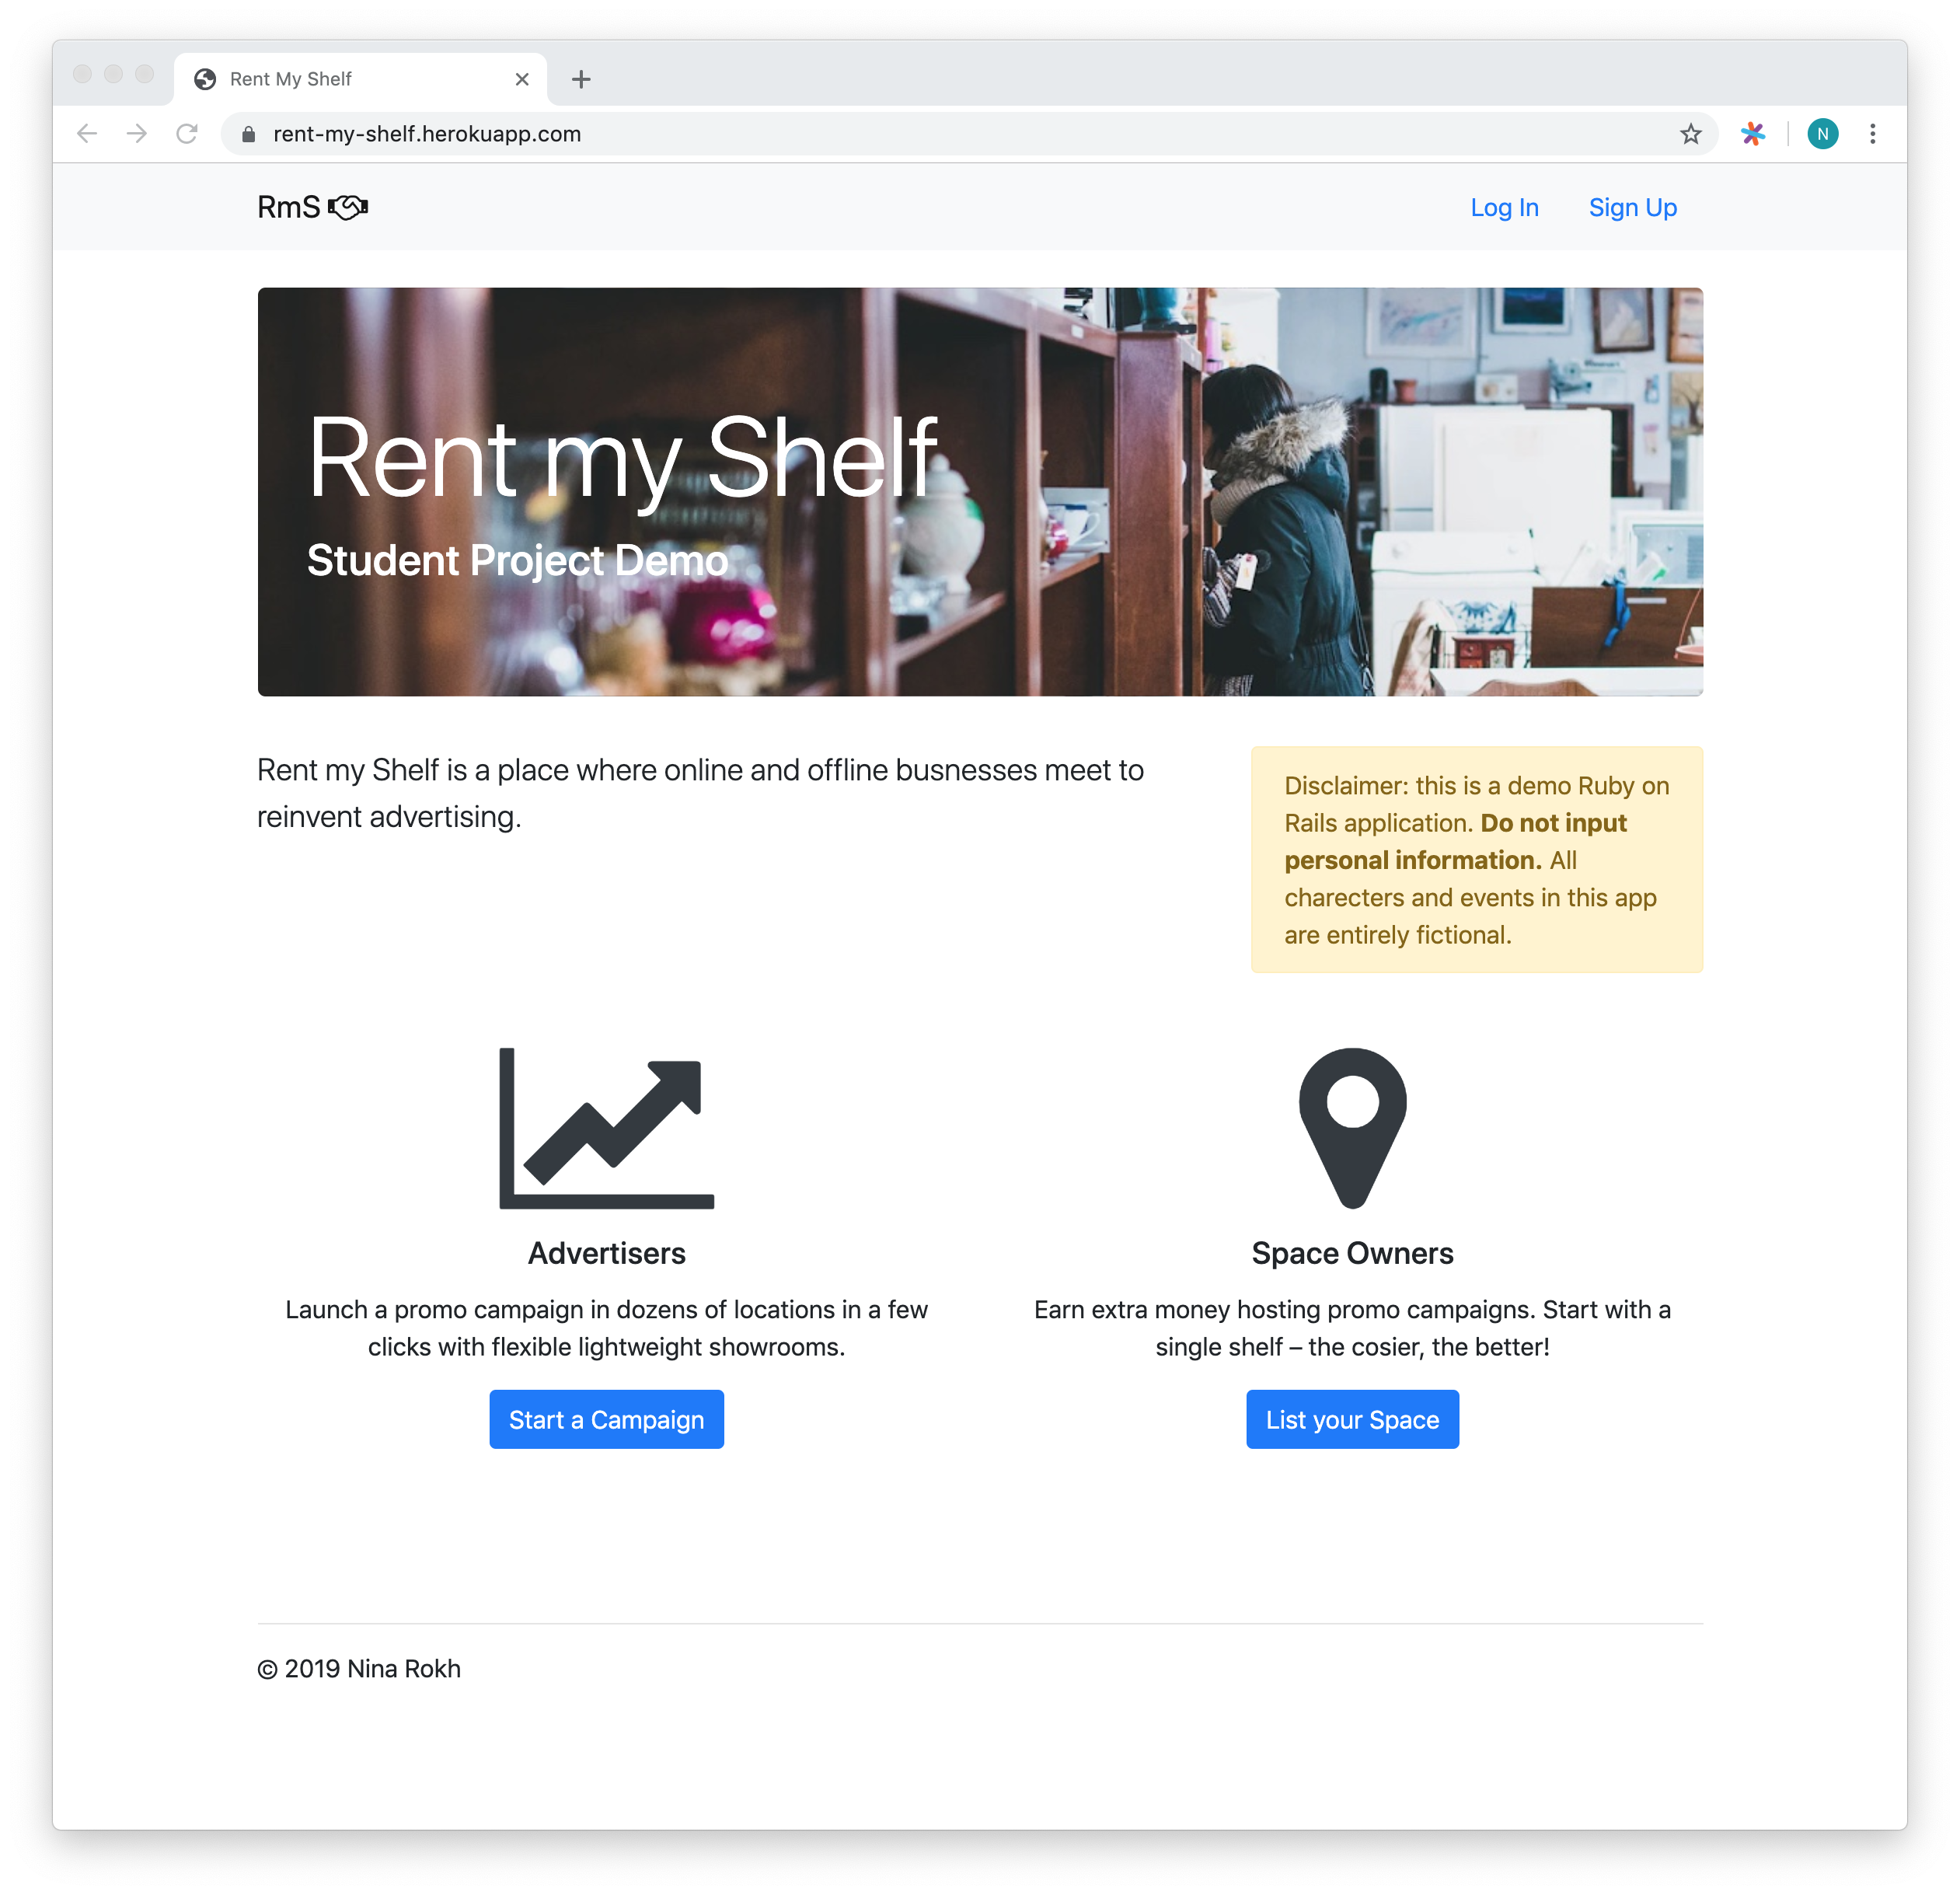 Rent My Shelf
rent-my-shelf.herokuapp.com
N
RmS
Log In
Sign Up
Rent my Shelf
Student Project Demo
Rent my Shelf is a place where online and offline busnesses meet to
reinvent advertising.
Disclaimer: this is a demo Ruby on
Rails application. Do not input
personal information. All
charecters and events in this app
are entirely fictional.
Advertisers
Launch a promo campaign in dozens of locations in a few
clicks with flexible lightweight showrooms.
Start a Campaign
Space Owners
Earn extra money hosting promo campaigns. Start with a
single shelf – the cosier, the better!
List your Space
© 2019 Nina Rokh